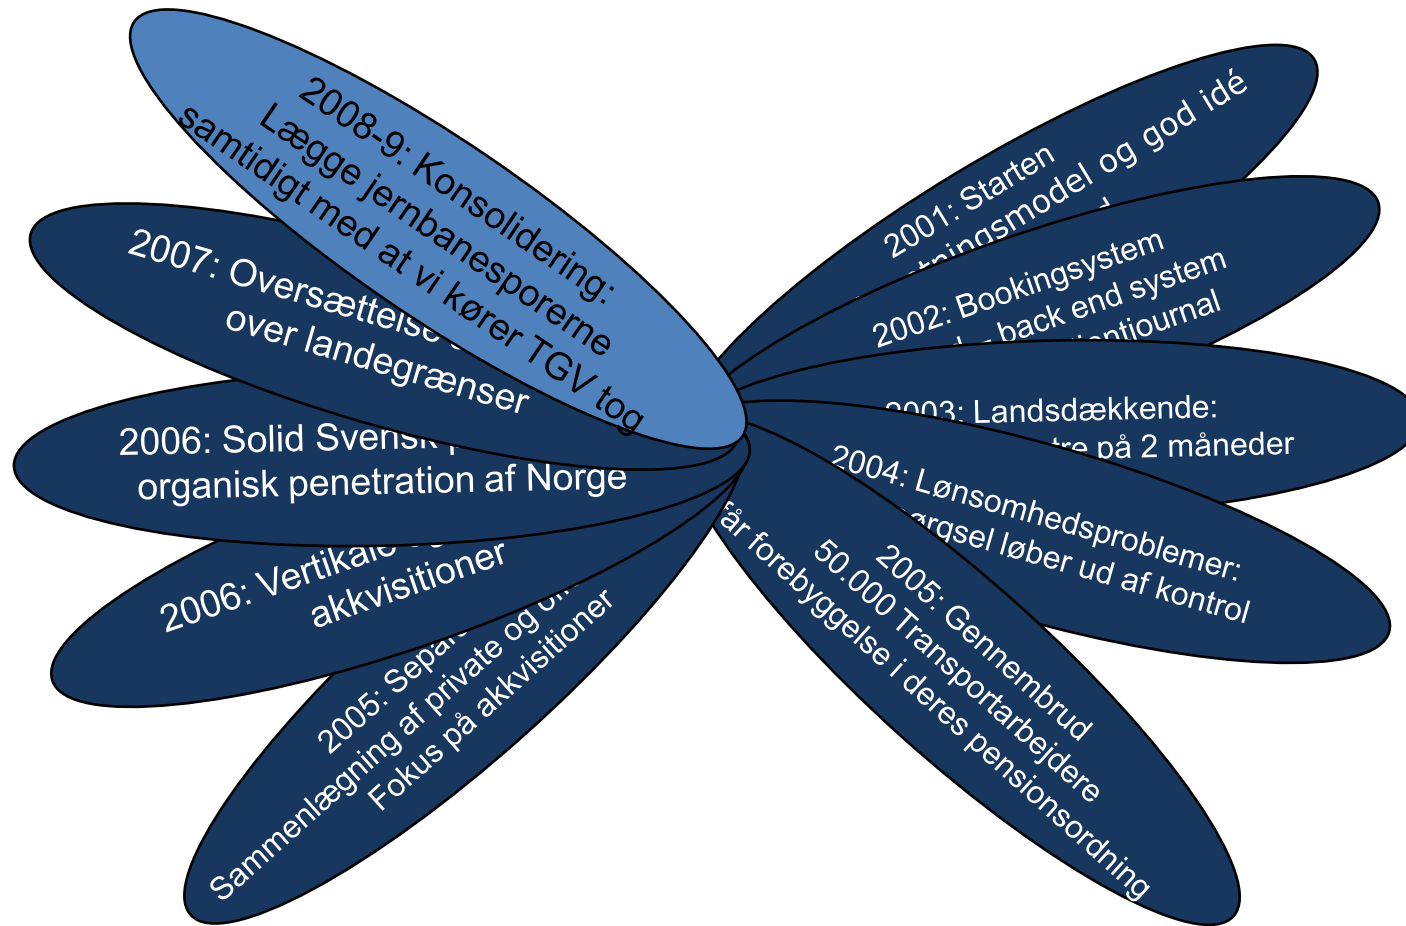 2001: Starten
og god idé
2002: Bookingsystem
back end system
2003: Landsdækkende:
på 2 måneder
2004: Lønsomhedsproblemer:
løber ud af kontrol
2005: Gennembrud
50.000 Transportarbejdere
får forebyggelse i deres pensionsordning
2005:
Sammenlægning af private og
Fokus på akkvisitioner
2006: Vertikale
akkvisitioner
2006: Solid Svensk
organisk penetration af Norge
2007: Oversættelse
over landegrænser
2008-9: Konsolidering:
Lægge jernbanesporerne
samtidigt med at vi kører TGV tog